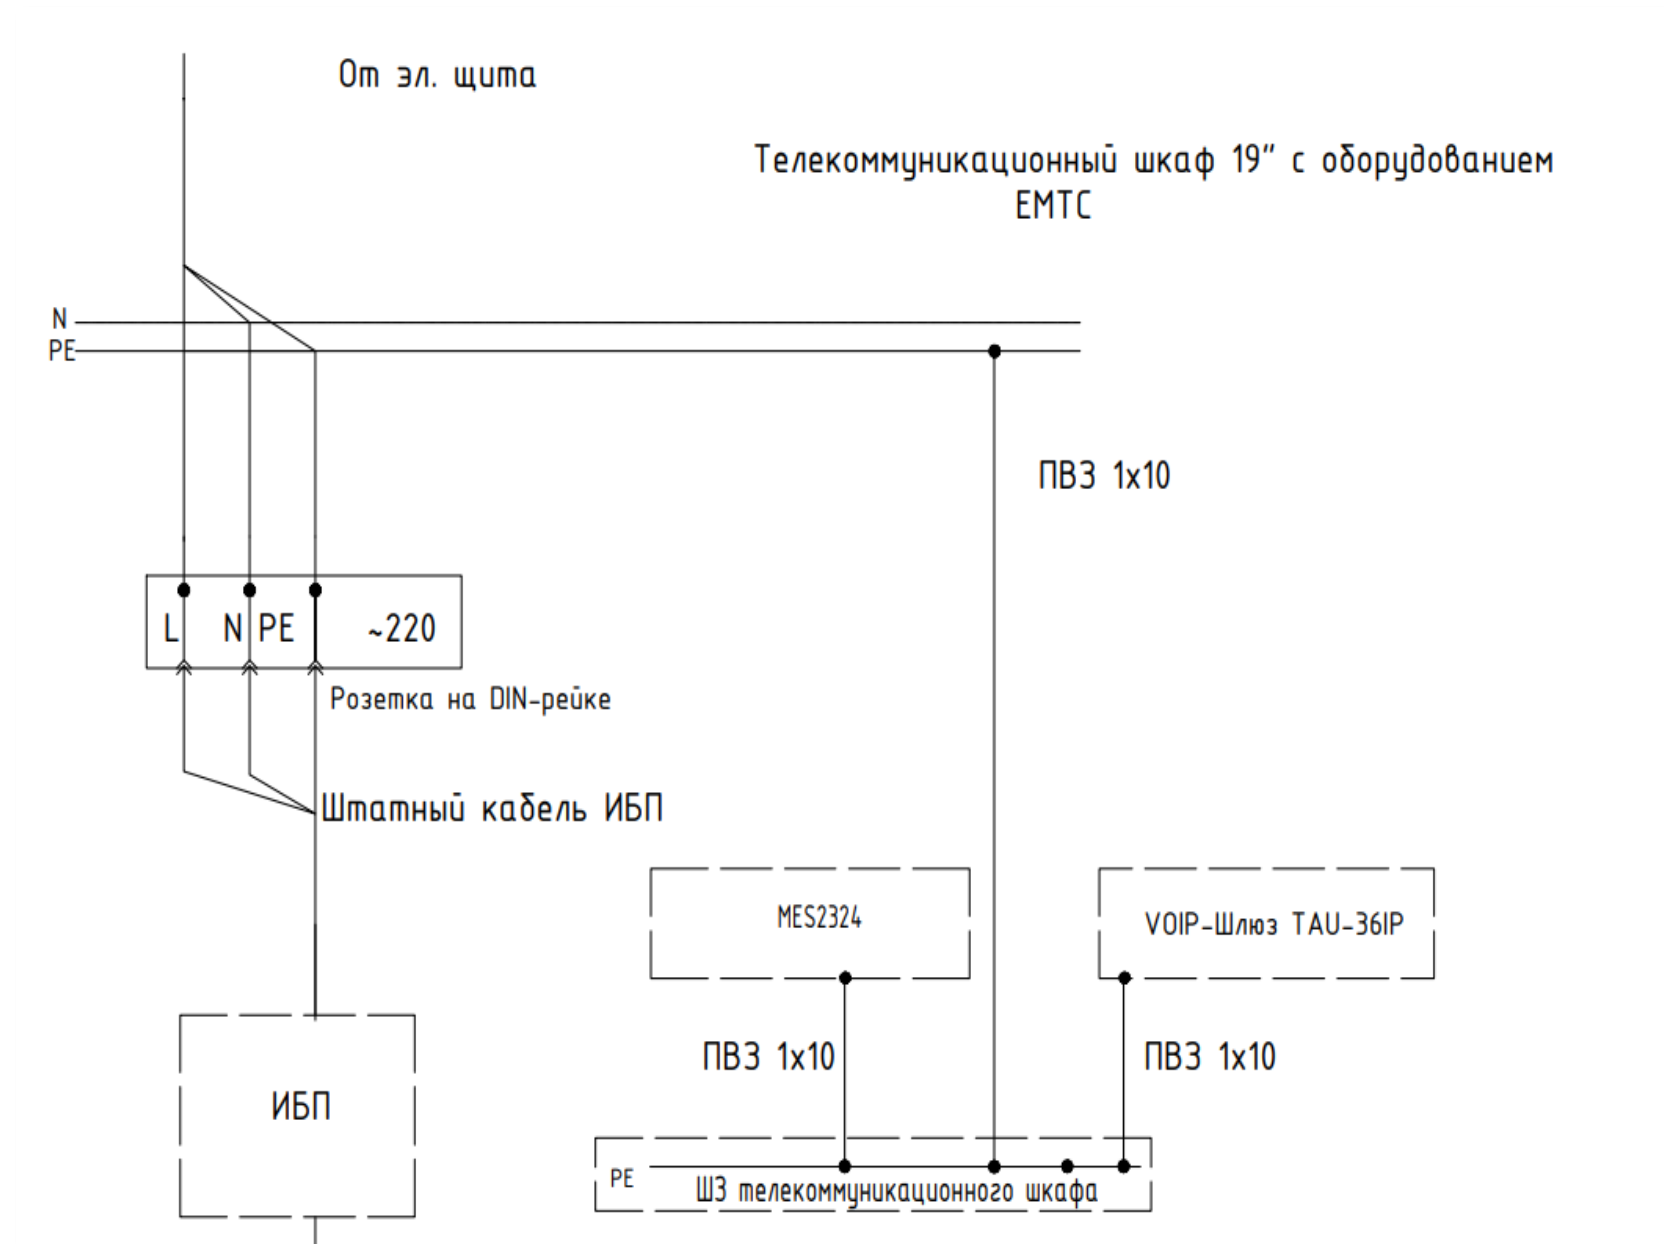 От эл. щита
Телекоммуникационный шкаф 19" с оборудованием
ЕМТС
N
PE
ПВ3 1х10
L N PE ~220
Розетка на DIN-рейке
Штатный кабель ИБП
MES2324
VOIP-Шлюз TAU-36IP
ПВ3 1х10
ПВ3 1х10
ИБП
PE
ШЗ телекоммуникационного шкафа